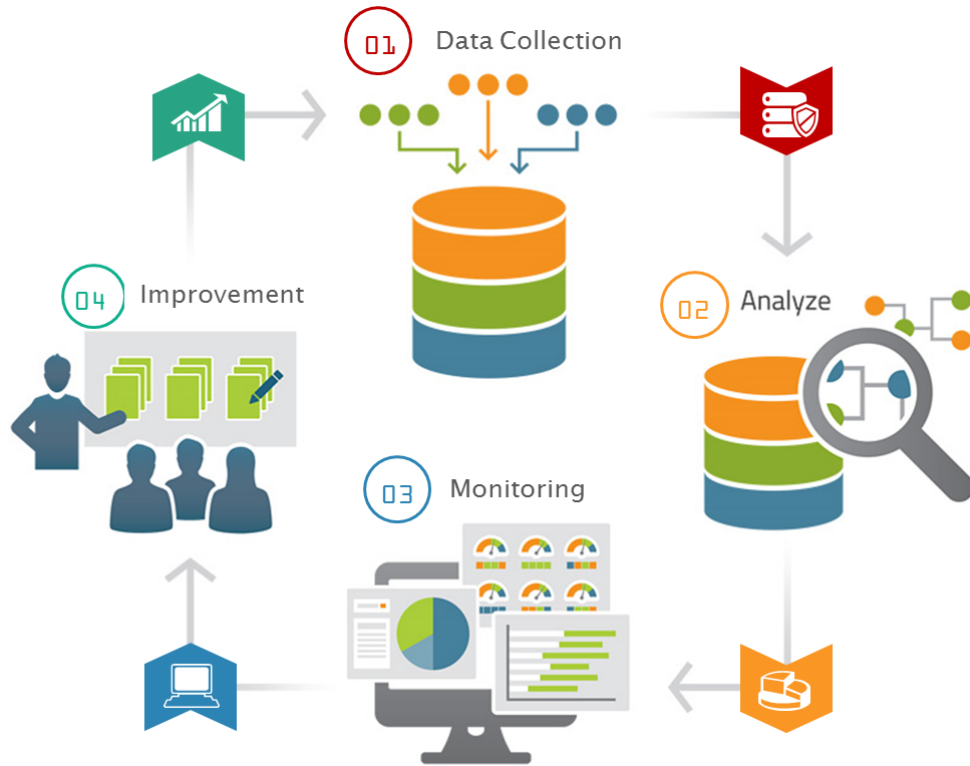 01 Data Collection
02 Analyze
03 Monitoring
04 Improvement